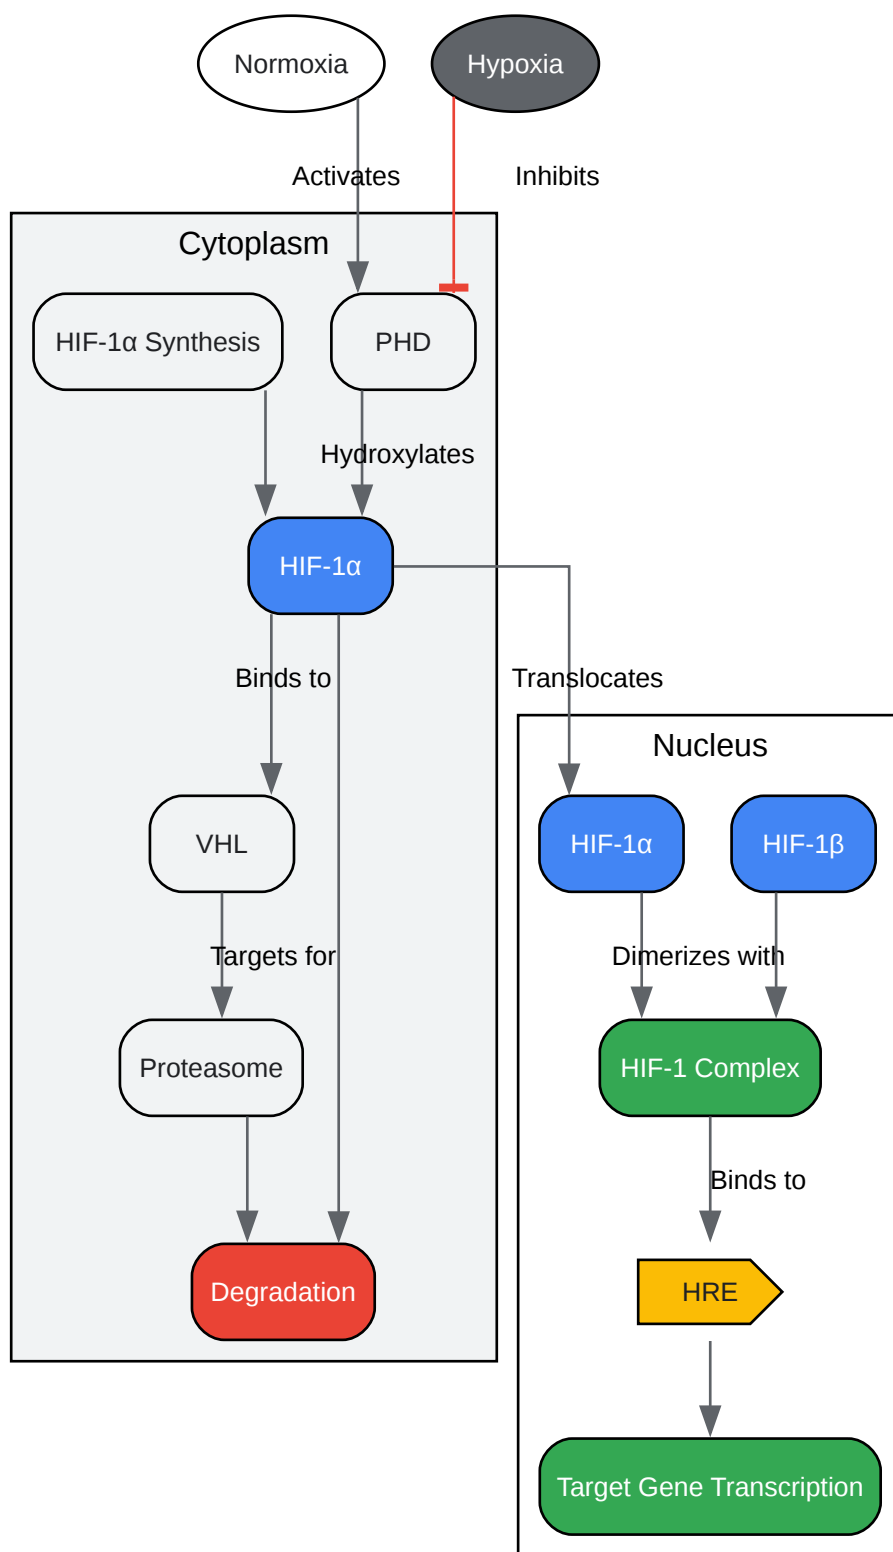 Normoxia
Hypoxia
Activates
Inhibits
Cytoplasm
HIF-1α Synthesis
PHD
Hydroxylates
HIF-1α
Binds to
Translocates
Nucleus
VHL
HIF-1α
HIF-1β
Targets for
Dimerizes with
Proteasome
HIF-1 Complex
Binds to
Degradation
HRE
Target Gene Transcription